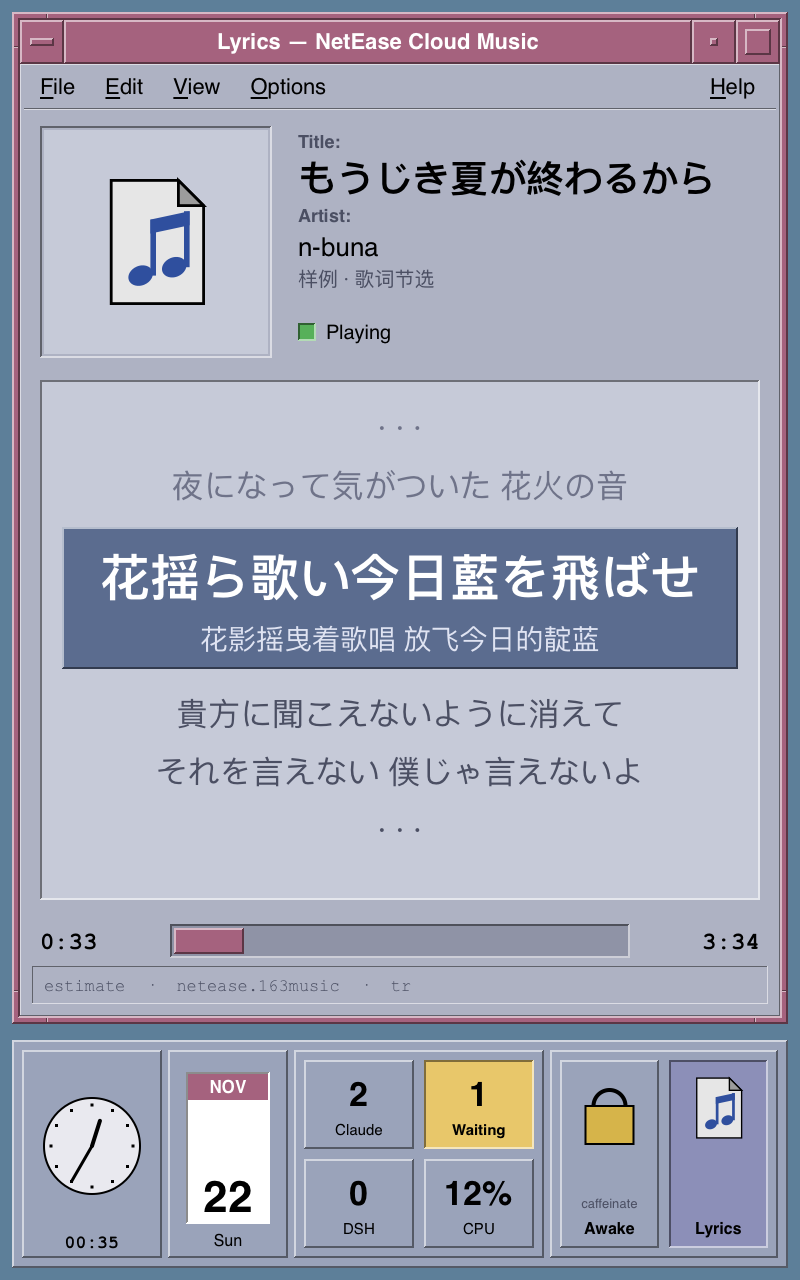 Lyrics — NetEase Cloud Music
File Edit View Options Help
Title:
もうじき夏が終わるから
Artist:
n-buna
样例 · 歌词节选
Playing
· · ·
夜になって気がついた 花火の音
花揺ら歌い今日藍を飛ばせ
花影摇曳着歌唱 放飞今日的靛蓝
貴方に聞こえないように消えて
それを言えない 僕じゃ言えないよ
· · ·
0:33 3:34
estimate · netease.163music · tr
00:35
NOV
22
Sun
2
Claude
1
Waiting
0
DSH
12%
CPU
caffeinate
Awake
Lyrics